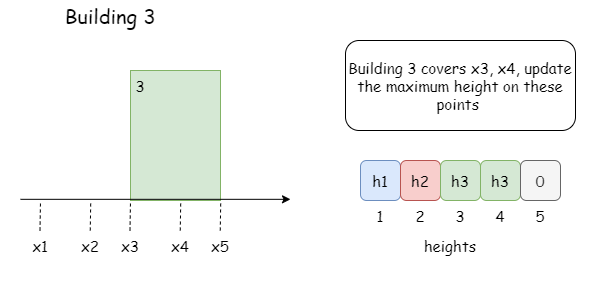 Building 3
3
Building 3 covers x3, x4, update
the maximum height on these
points
h1 h2 h3 h3 0
1 2 3 4 5
x1 x2 x3 x4 x5
heights